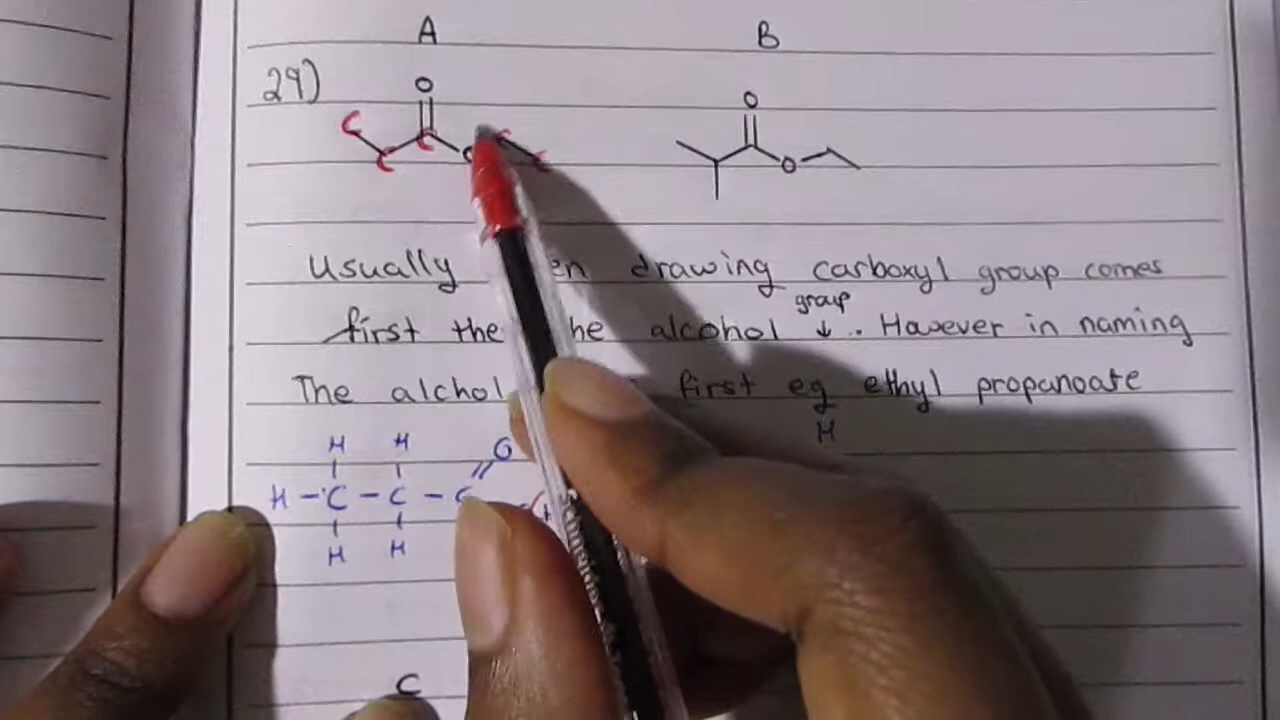 A B
29)
O O
C C C C C
O
Usually drawing carboxyl group comes
group
first the alcohol ↓ . However in naming
The alchol first eg ethyl propanoate
H
H H O
H - C - C - C
H H
C